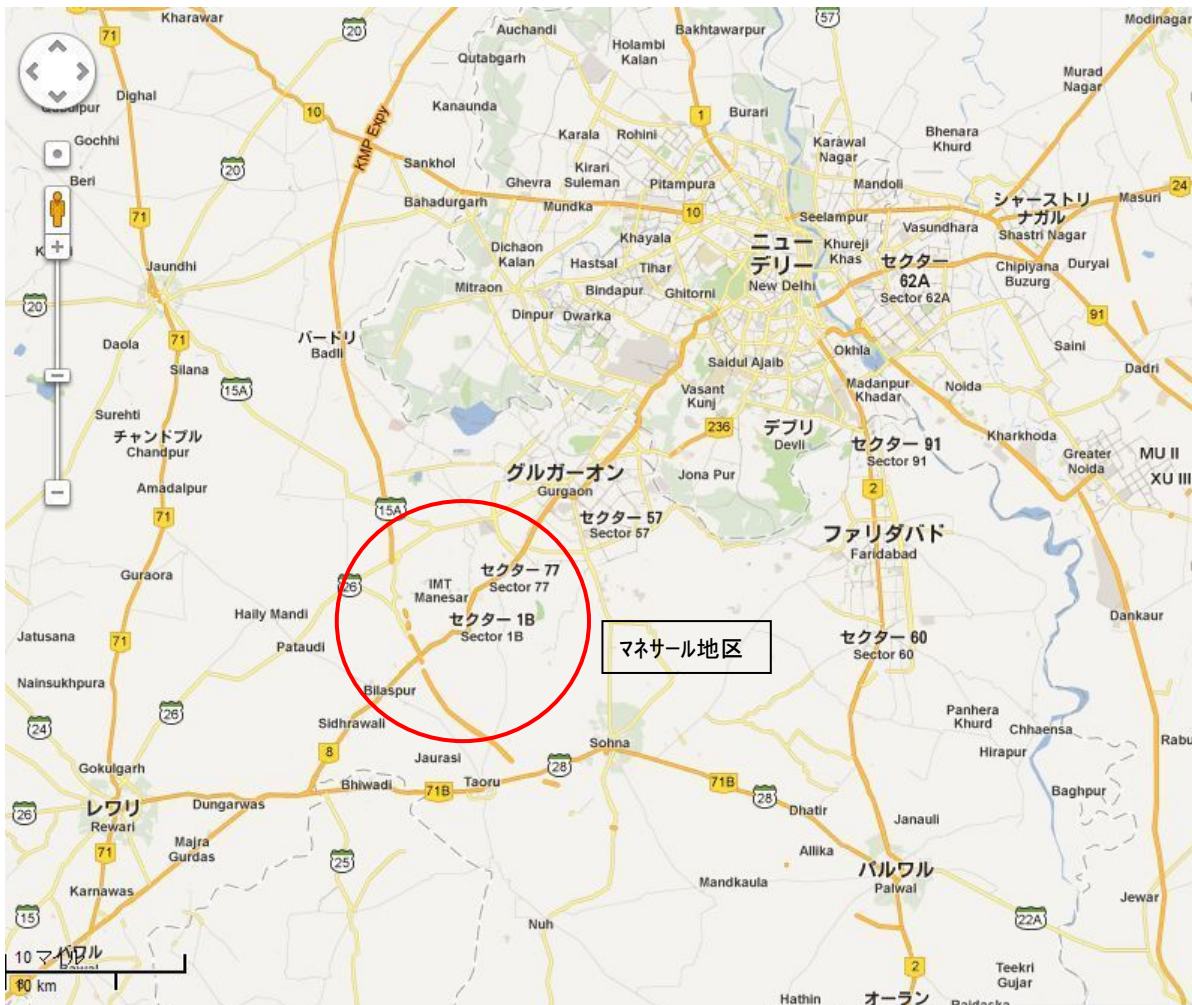 Kharawar
71
20
Auchandi
Bakhtawarpur
57
Modinagar
Qutabgarh
Holambi
Kalan
Murad
Nagar
Dighal
10
KMP Expy
Kanaunda
1
Burari
Gochhi
Karala
Rohini
Karawal
Nagar
Bhenara
Khurd
20
Sankhol
Kirari
Suleman
Beri
Ghevra
Pitampura
Mandoli
24
Masuri
Bahadurgarh
Mundka
10
Seelampur
シャーストリ
ナガル
Shastri Nagar
71
Vasundhara
Khayala
ニュー
デリー
New Delhi
Khureji
Khas
セクター
62A
Sector 62A
Dichaon
Kalan
Hastsal
Tihar
Chipiyana
Buzurg
Duryai
Jaundhi
Mitraon
Bindapur
Ghitorni
20
Dinpur
Dwarka
91
バードリ
Badli
71
Daola
Saidul Ajaib
Okhla
Saini
Silana
Dadri
15A
Vasant
Kunj
Madanpur
Khadar
Noida
Surehti
チャンドプル
Chandpur
236
デブリ
Devli
セクター 91
Sector 91
Kharkhoda
Greater
Noida
MU II
XU III
グルガーオン
Gurgaon
Jona Pur
Amadalpur
2
15A
71
セクター 57
Sector 57
ファリダバド
Faridabad
Guraora
26
IMT
Manesar
セクター 77
Sector 77
Haily Mandi
セクター 1B
Sector 1B
Dankaur
Jatusana
71
Pataudi
マネサール地区
セクター 60
Sector 60
Nainsukhpura
Bilaspur
26
Panhera
Khurd
24
Sidhrawali
Chhaensa
8
Sohna
Hirapur
Rabu
Jaurasi
Gokulgarh
28
Bhiwadi
71B
Taoru
71B
28
Baghpur
レワリ
Rewari
26
Dungarwas
Dhatir
Janauli
Majra
Gurdas
71
25
Allika
パルワル
Palwal
Karnawas
Mandkaula
Jewar
15
Nuh
22A
10 マイル
10 km
2
Teekri
Gujar
Hathin
オーラン